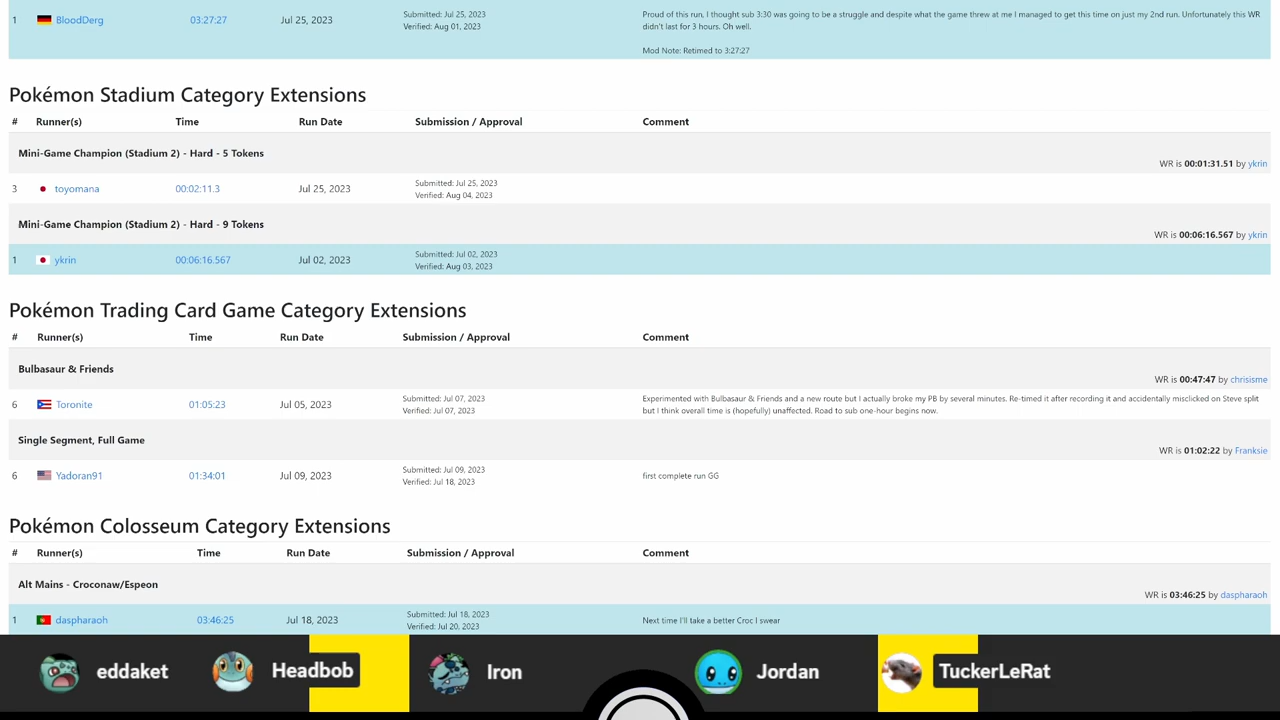 1 BloodDerg 03:27:27 Jul 25, 2023 Submitted: Jul 25, 2023 Proud of this run, I thought sub 3:30 was going to be a struggle and despite what the game threw at me I managed to get this time on just my 2nd run. Unfortunately this WR
Verified: Aug 01, 2023 didn't last for 3 hours. Oh well.
Mod Note: Retimed to 3:27:27
Pokémon Stadium Category Extensions
# Runner(s) Time Run Date Submission / Approval Comment
Mini-Game Champion (Stadium 2) - Hard - 5 Tokens
WR is 00:01:31.51 by ykrin
3 toyomana 00:02:11.3 Jul 25, 2023 Submitted: Jul 25, 2023
Verified: Aug 04, 2023
Mini-Game Champion (Stadium 2) - Hard - 9 Tokens
WR is 00:06:16.567 by ykrin
1 ykrin 00:06:16.567 Jul 02, 2023 Submitted: Jul 02, 2023
Verified: Aug 03, 2023
Pokémon Trading Card Game Category Extensions
# Runner(s) Time Run Date Submission / Approval Comment
Bulbasaur & Friends
WR is 00:47:47 by chrisisme
6 Toronite 01:05:23 Jul 05, 2023 Submitted: Jul 07, 2023 Experimented with Bulbasaur & Friends and a new route but I actually broke my PB by several minutes. Re-timed it after recording it and accidentally misclicked on Steve split
Verified: Jul 07, 2023 but I think overall time is (hopefully) unaffected. Road to sub one-hour begins now.
Single Segment, Full Game
WR is 01:02:22 by Franksie
6 Yadoran91 01:34:01 Jul 09, 2023 Submitted: Jul 09, 2023 first complete run GG
Verified: Jul 18, 2023
Pokémon Colosseum Category Extensions
# Runner(s) Time Run Date Submission / Approval Comment
Alt Mains - Croconaw/Espeon
WR is 03:46:25 by daspharaoh
1 daspharaoh 03:46:25 Jul 18, 2023 Submitted: Jul 18, 2023 Next time I'll take a better Croc I swear
Verified: Jul 20, 2023
eddaket Headbob Iron Jordan TuckerLeRat